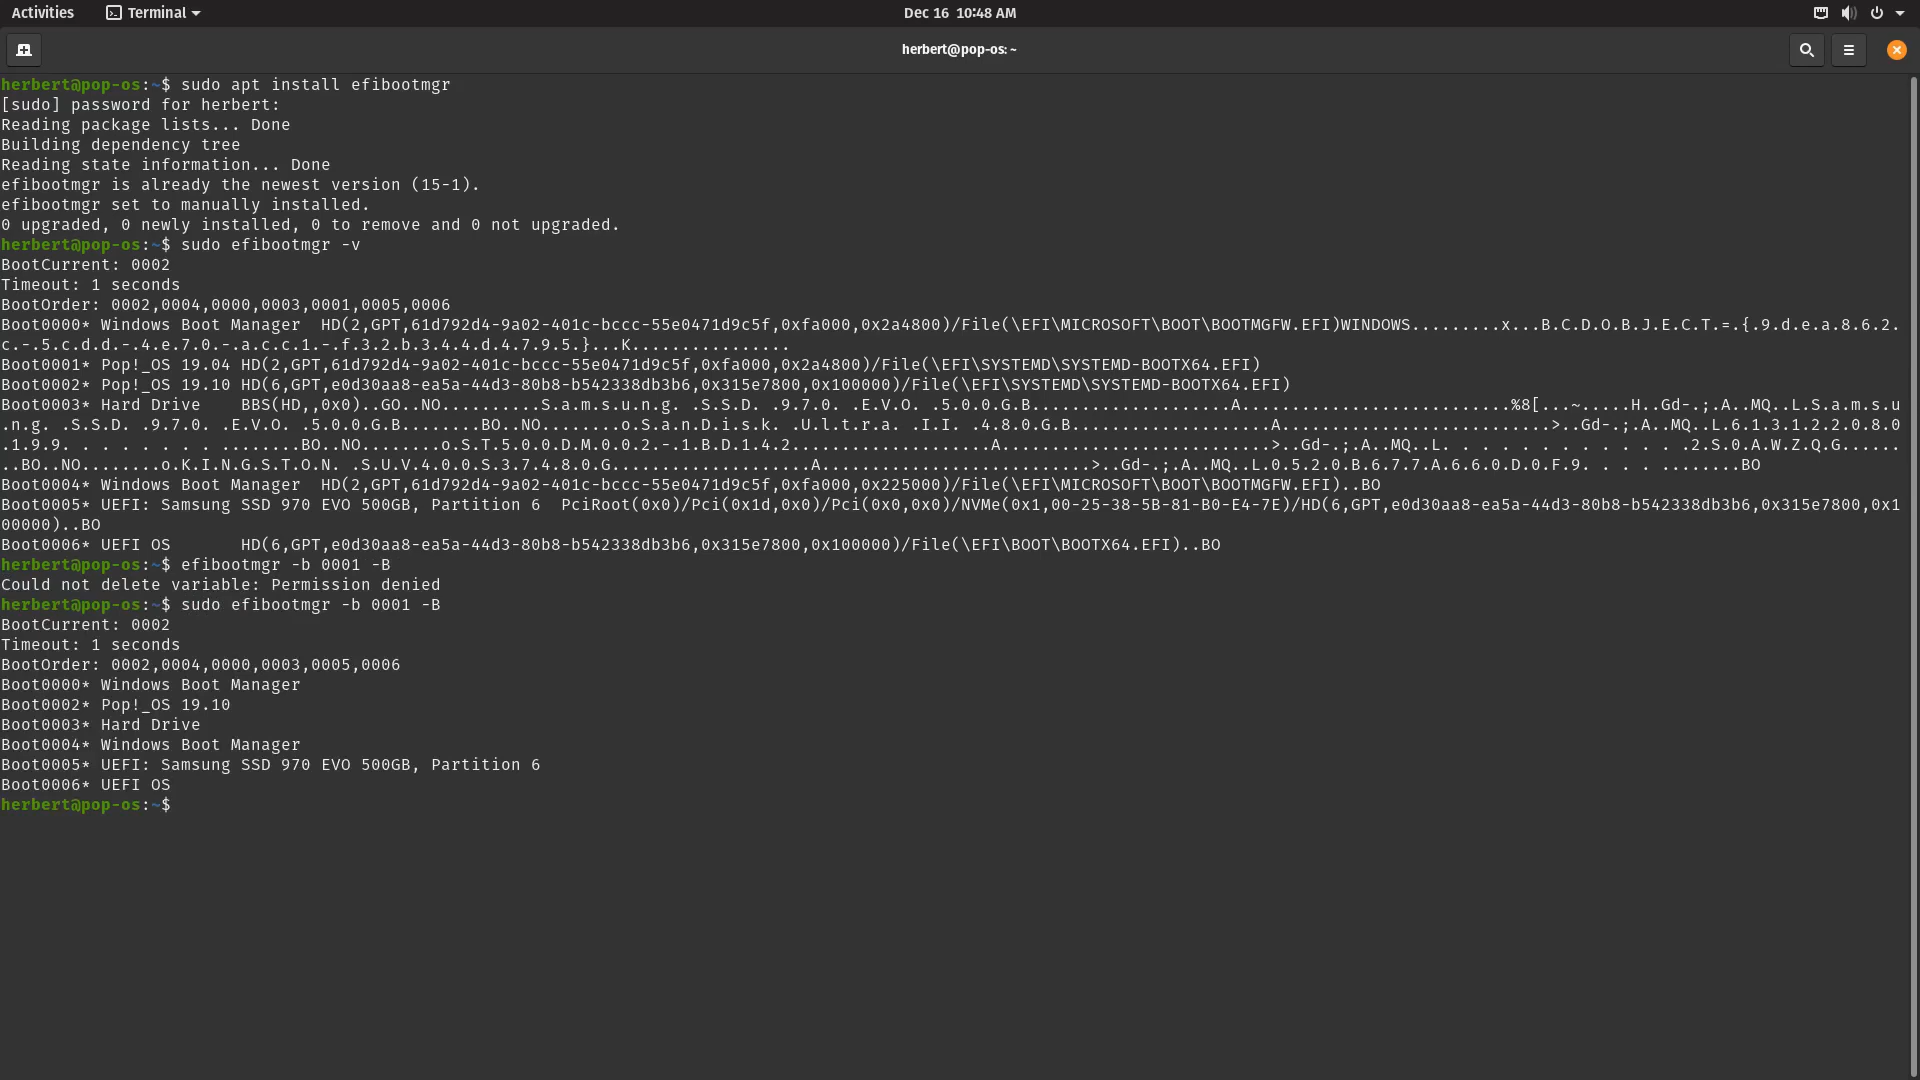 Activities
Terminal
Dec 16 10:48 AM
herbert@pop-os: ~
herbert@pop-os:~$ sudo apt install efibootmgr
[sudo] password for herbert:
Reading package lists... Done
Building dependency tree
Reading state information... Done
efibootmgr is already the newest version (15-1).
efibootmgr set to manually installed.
0 upgraded, 0 newly installed, 0 to remove and 0 not upgraded.
herbert@pop-os:~$ sudo efibootmgr -v
BootCurrent: 0002
Timeout: 1 seconds
BootOrder: 0002,0004,0000,0003,0001,0005,0006
Boot0000* Windows Boot Manager  HD(2,GPT,61d792d4-9a02-401c-bccc-55e0471d9c5f,0xfa000,0x2a4800)/File(\EFI\MICROSOFT\BOOT\BOOTMGFW.EFI)WINDOWS.........x...B.C.D.O.B.J.E.C.T.=.{.9.d.e.a.8.6.2.
c.-.5.c.d.d.-.4.e.7.0.-.a.c.c.1.-.f.3.2.b.3.4.4.d.4.7.9.5.}...K................
Boot0001* Pop!_OS 19.04 HD(2,GPT,61d792d4-9a02-401c-bccc-55e0471d9c5f,0xfa000,0x2a4800)/File(\EFI\SYSTEMD\SYSTEMD-BOOTX64.EFI)
Boot0002* Pop!_OS 19.10 HD(6,GPT,e0d30aa8-ea5a-44d3-80b8-b542338db3b6,0x315e7800,0x100000)/File(\EFI\SYSTEMD\SYSTEMD-BOOTX64.EFI)
Boot0003* Hard Drive    BBS(HD,,0x0)..GO..NO..........S.a.m.s.u.n.g. .S.S.D. .9.7.0. .E.V.O. .5.0.0.G.B....................A...........................%8[...~.....H..Gd-.;.A..MQ..L.S.a.m.s.u
.n.g. .S.S.D. .9.7.0. .E.V.O. .5.0.0.G.B........BO..NO........o.S.a.n.D.i.s.k. .U.l.t.r.a. .I.I. .4.8.0.G.B....................A...........................>..Gd-.;.A..MQ..L.6.1.3.1.2.2.0.8.0
.1.9.9. . . . . . . . ........BO..NO........o.S.T.5.0.0.D.M.0.0.2.-.1.B.D.1.4.2....................A...........................>..Gd-.;.A..MQ..L. . . . . . . . . . . . .2.S.0.A.W.Z.Q.G......
..BO..NO........o.K.I.N.G.S.T.O.N. .S.U.V.4.0.0.S.3.7.4.8.0.G....................A...........................>..Gd-.;.A..MQ..L.0.5.2.0.B.6.7.7.A.6.6.0.D.0.F.9. . . . ........BO
Boot0004* Windows Boot Manager  HD(2,GPT,61d792d4-9a02-401c-bccc-55e0471d9c5f,0xfa000,0x225000)/File(\EFI\MICROSOFT\BOOT\BOOTMGFW.EFI)..BO
Boot0005* UEFI: Samsung SSD 970 EVO 500GB, Partition 6  PciRoot(0x0)/Pci(0x1d,0x0)/Pci(0x0,0x0)/NVMe(0x1,00-25-38-5B-81-B0-E4-7E)/HD(6,GPT,e0d30aa8-ea5a-44d3-80b8-b542338db3b6,0x315e7800,0x1
00000)..BO
Boot0006* UEFI OS       HD(6,GPT,e0d30aa8-ea5a-44d3-80b8-b542338db3b6,0x315e7800,0x100000)/File(\EFI\BOOT\BOOTX64.EFI)..BO
herbert@pop-os:~$ efibootmgr -b 0001 -B
Could not delete variable: Permission denied
herbert@pop-os:~$ sudo efibootmgr -b 0001 -B
BootCurrent: 0002
Timeout: 1 seconds
BootOrder: 0002,0004,0000,0003,0005,0006
Boot0000* Windows Boot Manager
Boot0002* Pop!_OS 19.10
Boot0003* Hard Drive
Boot0004* Windows Boot Manager
Boot0005* UEFI: Samsung SSD 970 EVO 500GB, Partition 6
Boot0006* UEFI OS
herbert@pop-os:~$